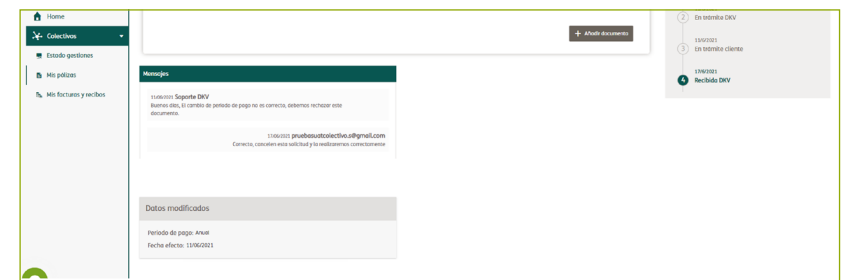 Home
Colectivos
Estado gestiones
Mis pólizas
Mis facturas y recibos
+ Añadir documento
Mensajes
11/06/2021 Soporte DKV
Buenos días, El cambio de periodo de pago no es correcto, debemos rechazar este
documento.
17/06/2021 pruebasuatcolectivo.s@gmail.com
Correcto, cancelen esta solicitud y la realizaremos correctamente
Datos modificados
Periodo de pago: Anual
Fecha efecto: 11/06/2021
2 En trámite DKV
11/6/2021
3 En trámite cliente
17/6/2021
4 Recibida DKV